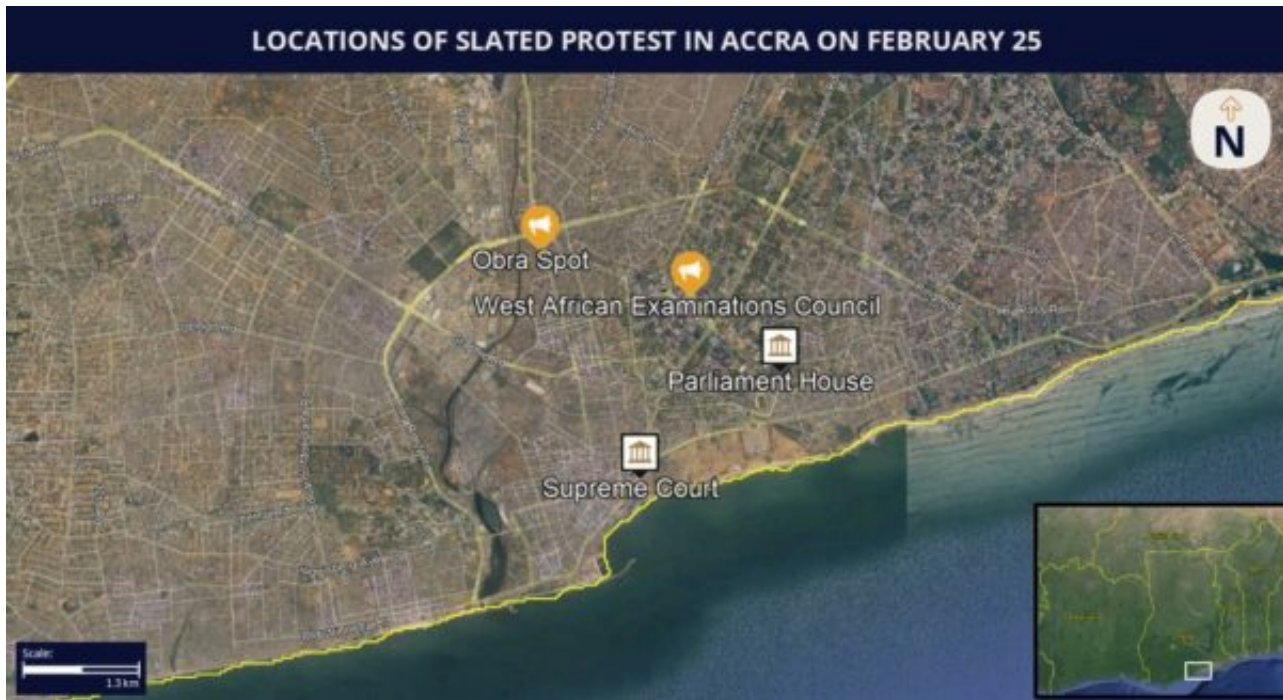 LOCATIONS OF SLATED PROTEST IN ACCRA ON FEBRUARY 25
N
Obra Spot
West African Examinations Council
Parliament House
Supreme Court
Scale:
1.3 km